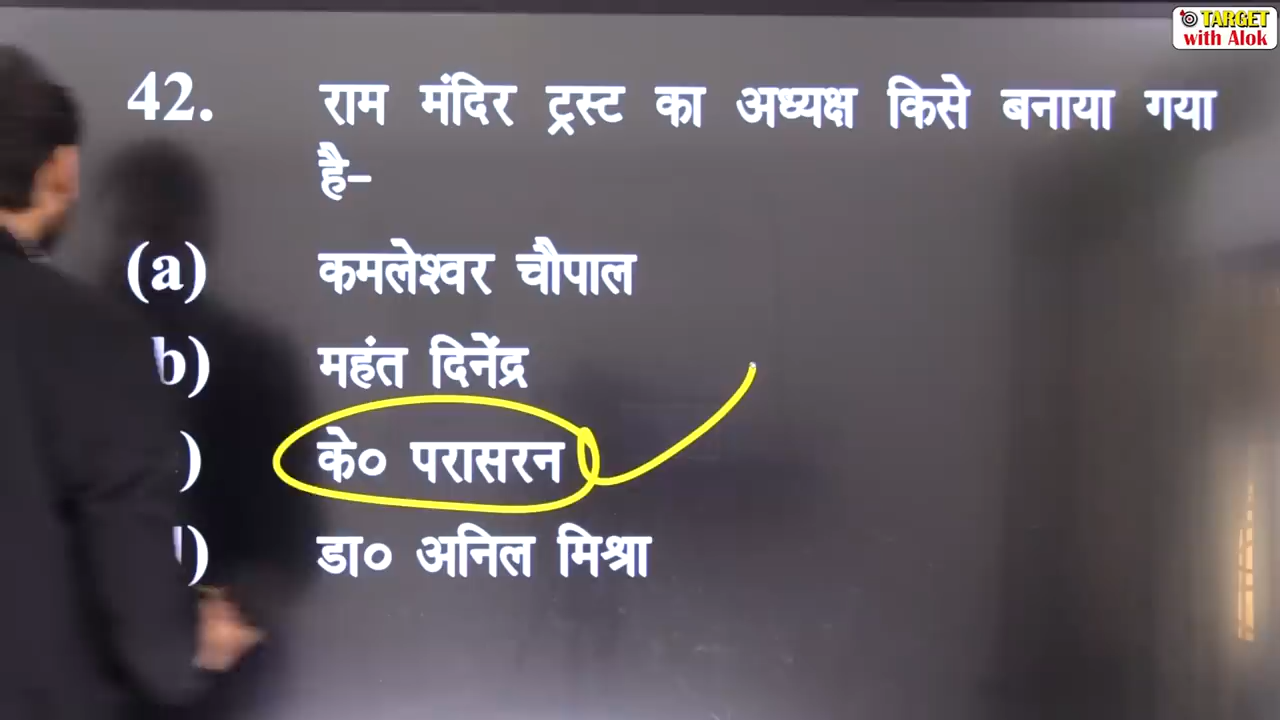 TARGET
with Alok
42. राम मंदिर ट्रस्ट का अध्यक्ष किसे बनाया गया
है-
(a) कमलेश्वर चौपाल
b) महंत दिनेंद्र
) के० परासरन
) डा० अनिल मिश्रा